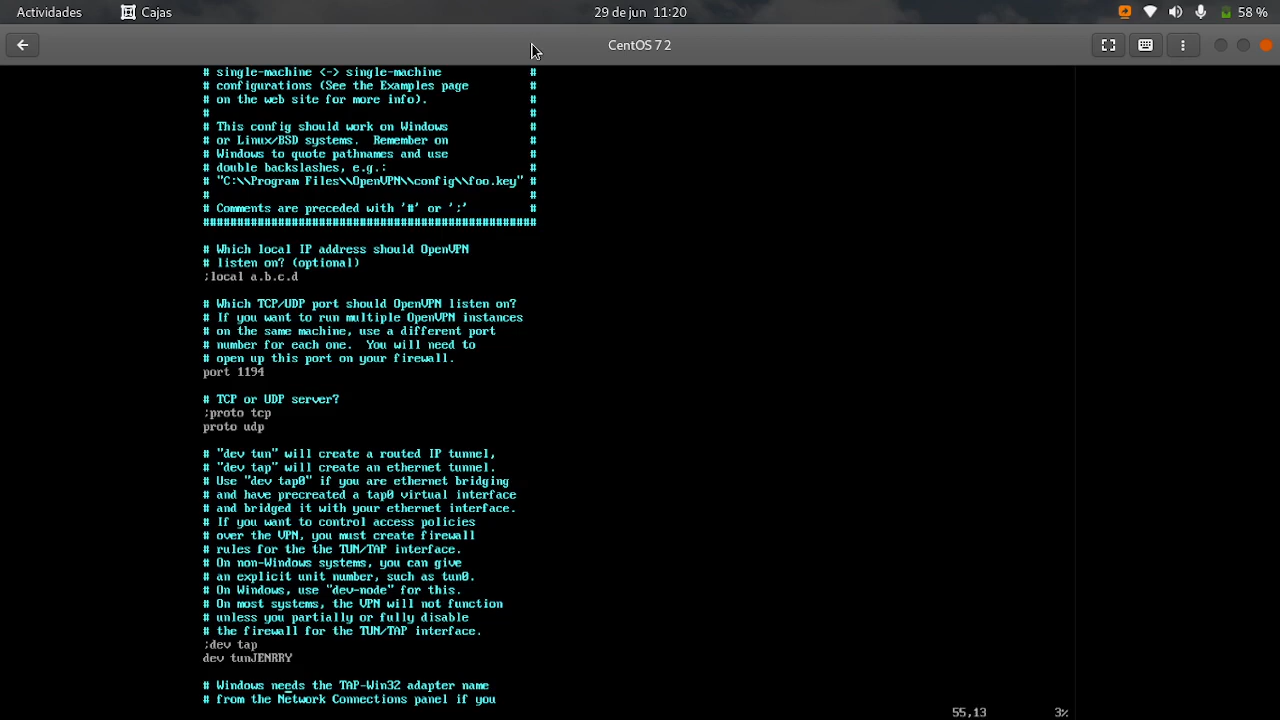 Actividades
Cajas
29 de jun 11:20
58 %
CentOS 7 2
# single-machine <-> single-machine #
# configurations (See the Examples page #
# on the web site for more info). #
# #
# This config should work on Windows #
# or Linux/BSD systems. Remember on #
# Windows to quote pathnames and use #
# double backslashes, e.g.: #
# "C:\\Program Files\\OpenVPN\\config\\foo.key" #
# #
# Comments are preceded with '#' or ';' #
#################################################
# Which local IP address should OpenVPN
# listen on? (optional)
;local a.b.c.d
# Which TCP/UDP port should OpenVPN listen on?
# If you want to run multiple OpenVPN instances
# on the same machine, use a different port
# number for each one. You will need to
# open up this port on your firewall.
port 1194
# TCP or UDP server?
;proto tcp
proto udp
# "dev tun" will create a routed IP tunnel,
# "dev tap" will create an ethernet tunnel.
# Use "dev tap0" if you are ethernet bridging
# and have precreated a tap0 virtual interface
# and bridged it with your ethernet interface.
# If you want to control access policies
# over the VPN, you must create firewall
# rules for the the TUN/TAP interface.
# On non-Windows systems, you can give
# an explicit unit number, such as tun0.
# On Windows, use "dev-node" for this.
# On most systems, the VPN will not function
# unless you partially or fully disable
# the firewall for the TUN/TAP interface.
;dev tap
dev tunJENRRY
# Windows needs the TAP-Win32 adapter name
# from the Network Connections panel if you
55,13 3%